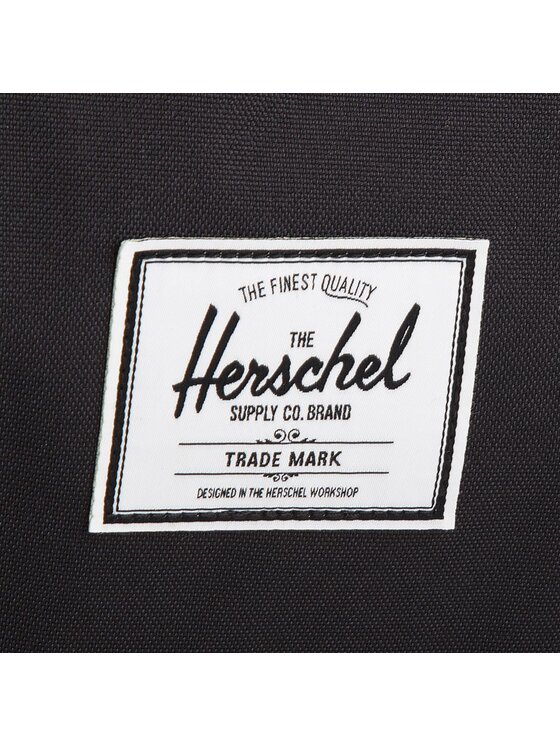 THE FINEST QUALITY
THE
Herschel
SUPPLY CO. BRAND
TRADE MARK
DESIGNED IN THE HERSCHEL WORKSHOP